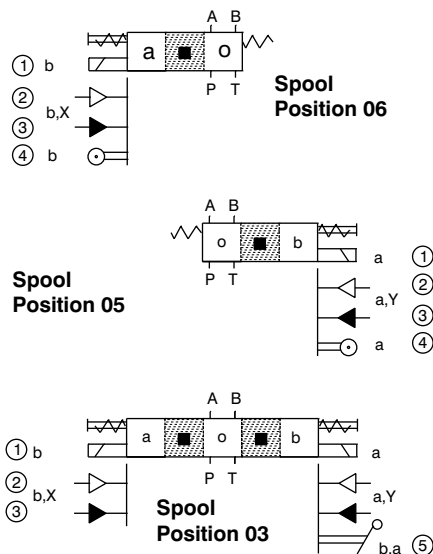 A B
a o
① b
P T
Spool
Position 06
②
b,X
③
④ b
A B
o b
P T
a ①
Spool
Position 05
②
a,Y
③
a ④
A B
a o b
① b a
P T
②
b,X a,Y
③
Spool
Position 03
b,a ⑤